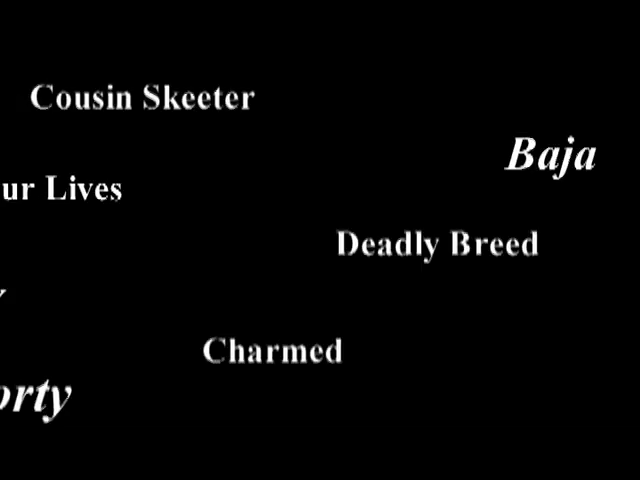 Cousin Skeeter
Baja
ur Lives
Deadly Breed
Charmed
orty